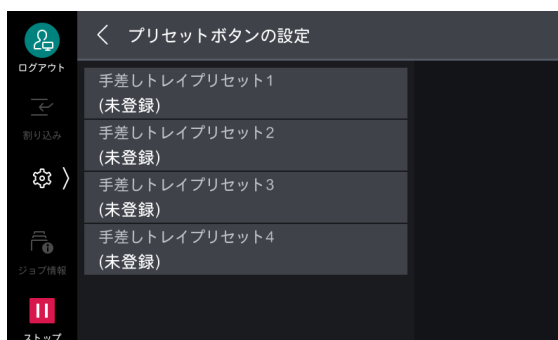 プリセットボタンの設定
ログアウト
割り込み
ジョブ情報
ストップ
手差しトレイプリセット1
(未登録)
手差しトレイプリセット2
(未登録)
手差しトレイプリセット3
(未登録)
手差しトレイプリセット4
(未登録)